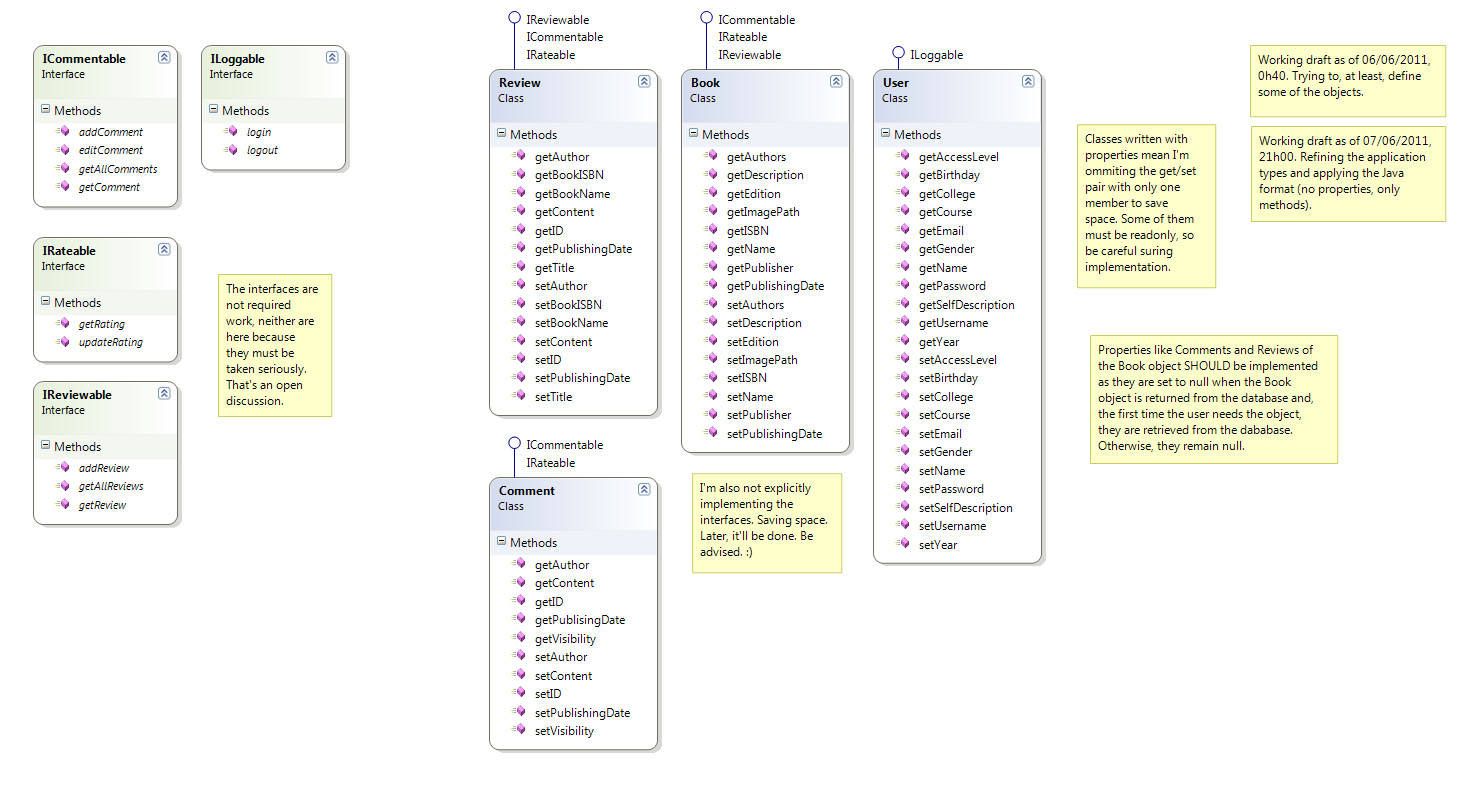 ICommentable
Interface
Methods
addComment
editComment
getAllComments
getComment
ILoggable
Interface
Methods
login
logout
IRateable
Interface
Methods
getRating
updateRating
IReviewable
Interface
Methods
addReview
getAllReviews
getReview
The interfaces are
not required
work, neither are
here because
they must be
taken seriously.
That's an open
discussion.
IReviewable
ICommentable
IRateable
Review
Class
Methods
getAuthor
getBookISBN
getBookName
getContent
getID
getPublishingDate
getTitle
setAuthor
setBookISBN
setBookName
setContent
setID
setPublishingDate
setTitle
ICommentable
IRateable
Comment
Class
Methods
getAuthor
getContent
getID
getPublisingDate
getVisibility
setAuthor
setContent
setID
setPublishingDate
setVisibility
ICommentable
IRateable
IReviewable
Book
Class
Methods
getAuthors
getDescription
getEdition
getImagePath
getISBN
getName
getPublisher
getPublishingDate
setAuthors
setDescription
setEdition
setImagePath
setISBN
setName
setPublisher
setPublishingDate
I'm also not explicitly
implementing the
interfaces. Saving space.
Later, it'll be done. Be
advised. :)
ILoggable
User
Class
Methods
getAccessLevel
getBirthday
getCollege
getCourse
getEmail
getGender
getName
getPassword
getSelfDescription
getUsername
getYear
setAccessLevel
setBirthday
setCollege
setCourse
setEmail
setGender
setName
setPassword
setSelfDescription
setUsername
setYear
Classes written with
properties mean I'm
ommiting the get/set
pair with only one
member to save
space. Some of them
must be readonly, so
be careful suring
implementation.
Working draft as of 06/06/2011,
0h40. Trying to, at least, define
some of the objects.
Working draft as of 07/06/2011,
21h00. Refining the application
types and applying the Java
format (no properties, only
methods).
Properties like Comments and Reviews of
the Book object SHOULD be implemented
as they are set to null when the Book
object is returned from the database and,
the first time the user needs the object,
they are retrieved from the dababase.
Otherwise, they remain null.